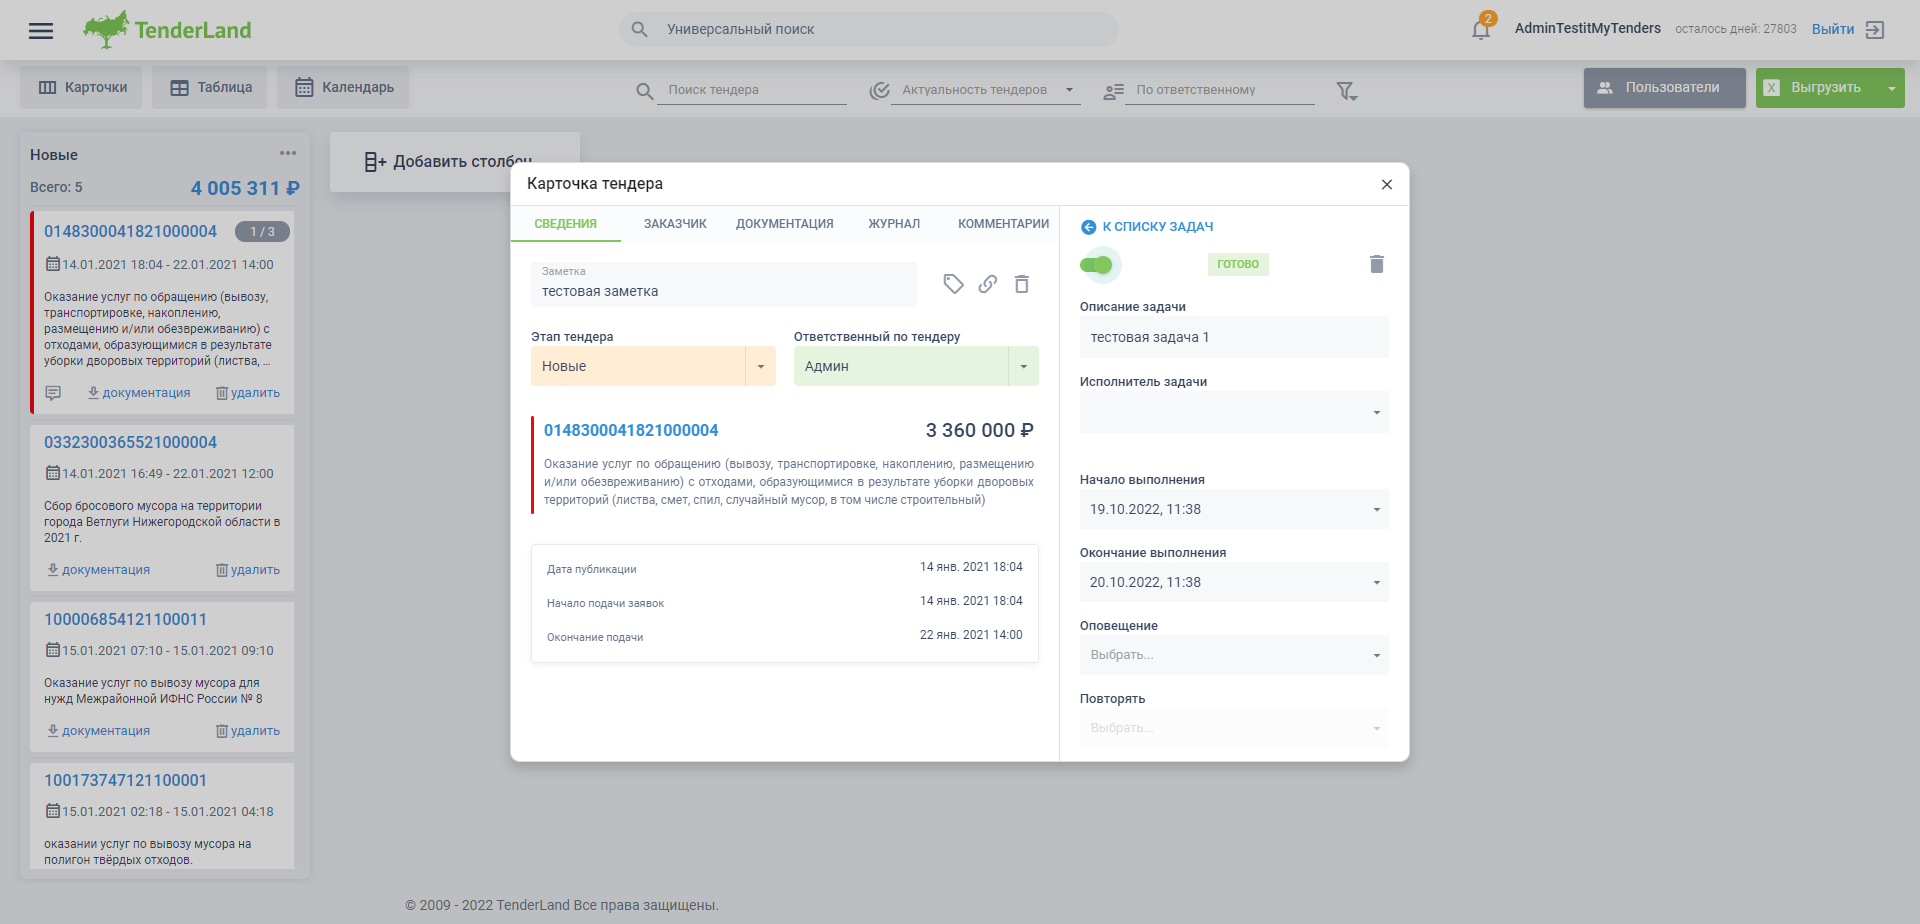 TenderLand
Универсальный поиск
2
AdminTestitMyTenders
осталось дней: 27803
Выйти
Карточки
Таблица
Календарь
Поиск тендера
Актуальность тендеров
По ответственному
Пользователи
X
Выгрузить
Новые
Всего: 5
4 005 311 ₽
0148300041821000004
1 / 3
14.01.2021 18:04 - 22.01.2021 14:00
Оказание услуг по обращению (вывозу,
транспортировке, накоплению,
размещению и/или обезвреживанию) с
отходами, образующимися в результате
уборки дворовых территорий (листва, ...
документация
удалить
0332300365521000004
14.01.2021 16:49 - 22.01.2021 12:00
Сбор бросового мусора на территории
города Ветлуги Нижегородской области в
2021 г.
документация
удалить
100006854121100011
15.01.2021 07:10 - 15.01.2021 09:10
Оказание услуг по вывозу мусора для
нужд Межрайонной ИФНС России № 8
документация
удалить
100173747121100001
15.01.2021 02:18 - 15.01.2021 04:18
оказании услуг по вывозу мусора на
полигон твёрдых отходов.
Добавить столбец
Карточка тендера
СВЕДЕНИЯ
ЗАКАЗЧИК
ДОКУМЕНТАЦИЯ
ЖУРНАЛ
КОММЕНТАРИИ
Заметка
тестовая заметка
Этап тендера
Новые
Ответственный по тендеру
Админ
0148300041821000004
3 360 000 ₽
Оказание услуг по обращению (вывозу, транспортировке, накоплению, размещению
и/или обезвреживанию) с отходами, образующимися в результате уборки дворовых
территорий (листва, смет, спил, случайный мусор, в том числе строительный)
Дата публикации
14 янв. 2021 18:04
Начало подачи заявок
14 янв. 2021 18:04
Окончание подачи
22 янв. 2021 14:00
К СПИСКУ ЗАДАЧ
ГОТОВО
Описание задачи
тестовая задача 1
Исполнитель задачи
Начало выполнения
19.10.2022, 11:38
Окончание выполнения
20.10.2022, 11:38
Оповещение
Выбрать...
Повторять
Выбрать...
© 2009 - 2022 TenderLand Все права защищены.